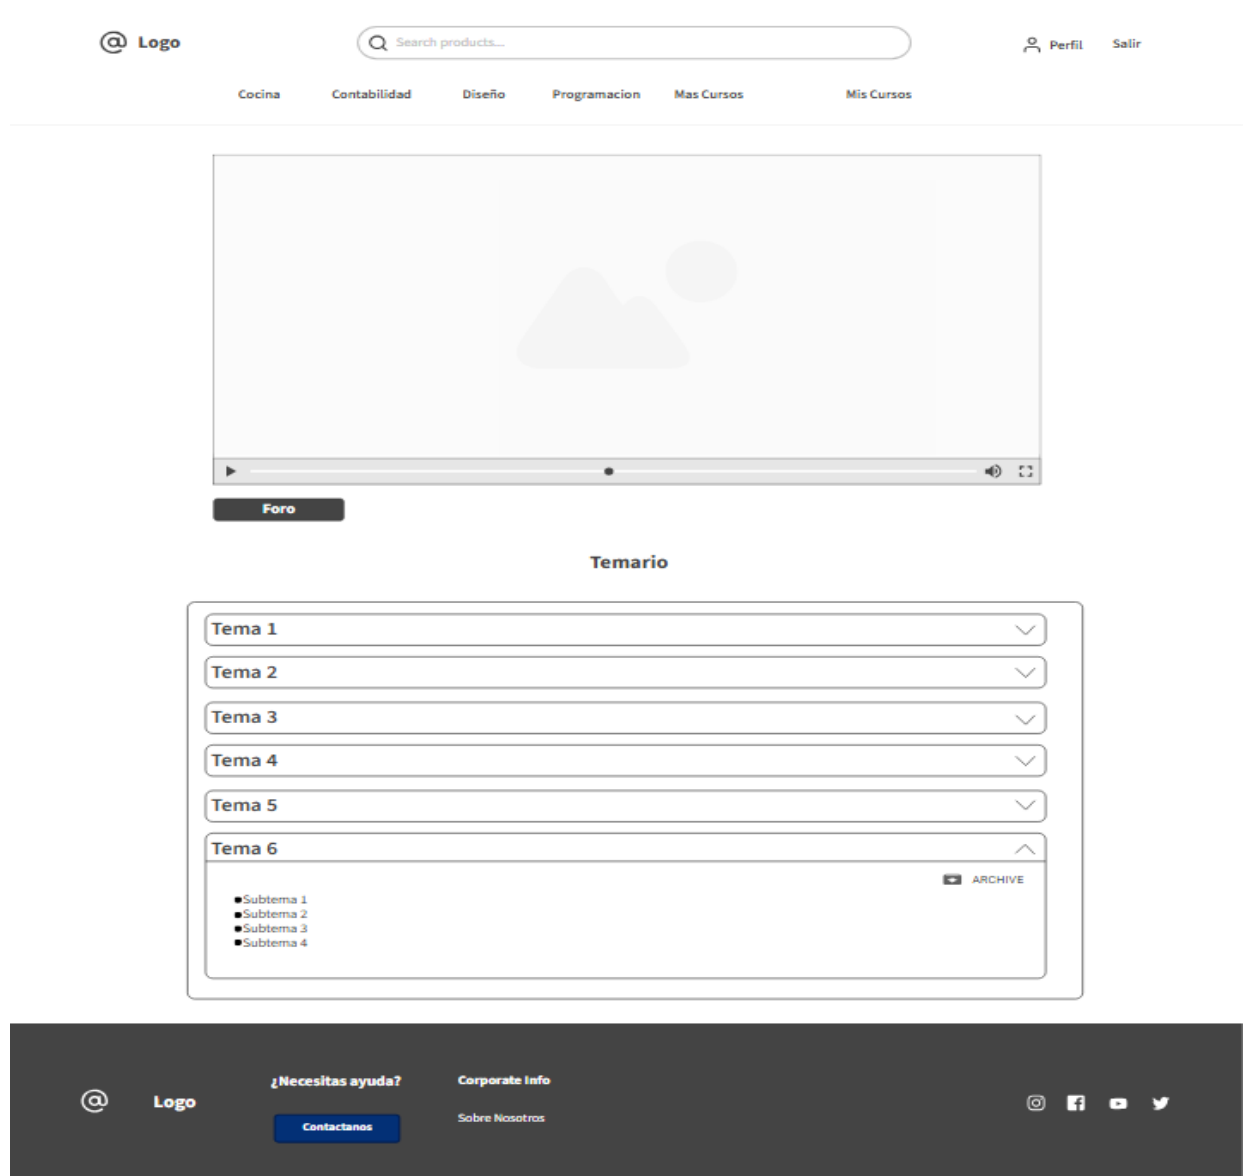 @ Logo
Search products...
Perfil Salir
Cocina Contabilidad Diseño Programacion Mas Cursos Mis Cursos
Foro
Temario
Tema 1
Tema 2
Tema 3
Tema 4
Tema 5
Tema 6
ARCHIVE
Subtema 1
Subtema 2
Subtema 3
Subtema 4
@ Logo
¿Necesitas ayuda?
Contactanos
Corporate Info
Sobre Nosotros